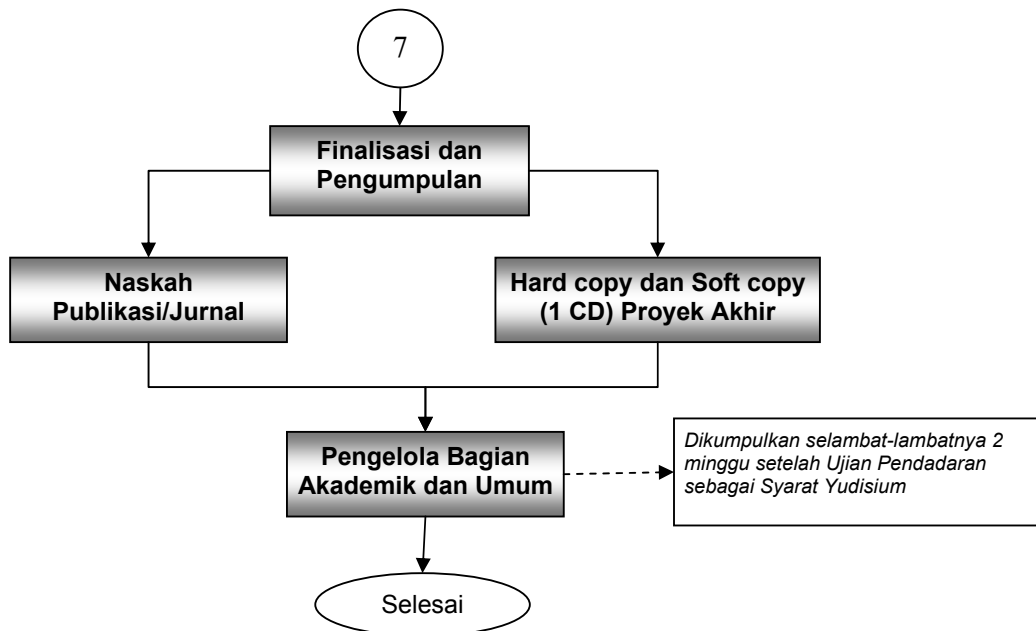 7
Finalisasi dan
Pengumpulan
Naskah
Publikasi/Jurnal
Hard copy dan Soft copy
(1 CD) Proyek Akhir
Pengelola Bagian
Akademik dan Umum
Dikumpulkan selambat-lambatnya 2
minggu setelah Ujian Pendadaran
sebagai Syarat Yudisium
Selesai